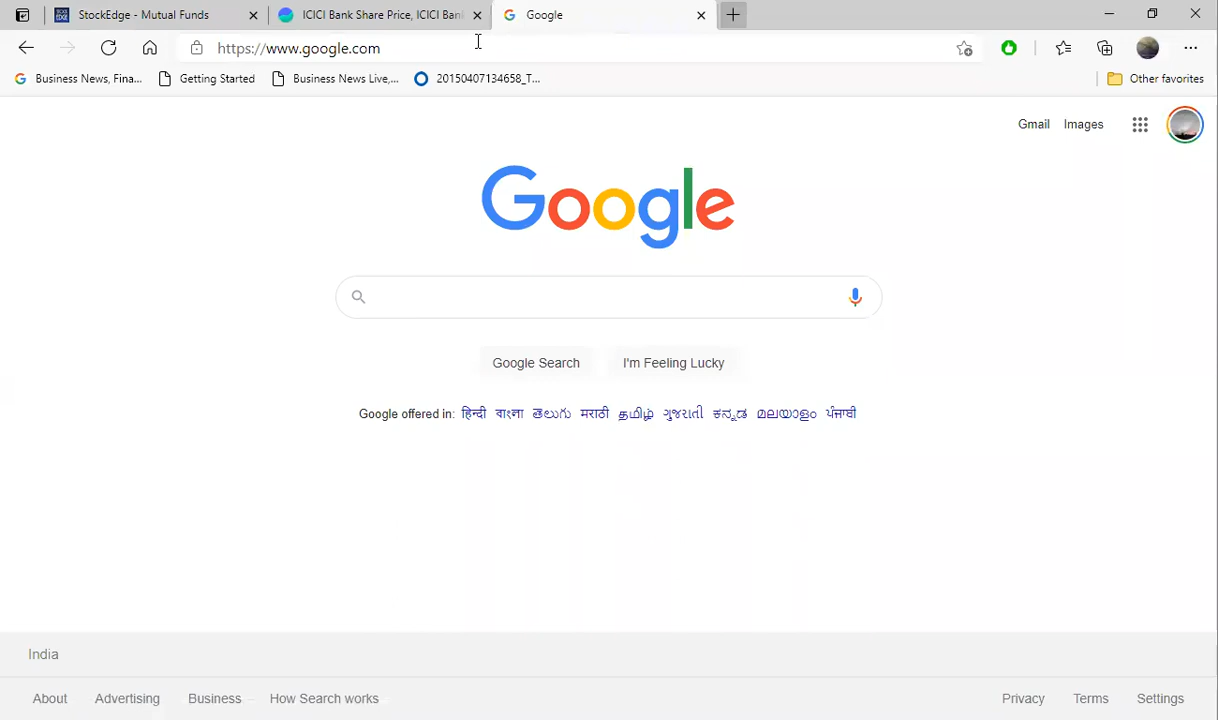 StockEdge - Mutual Funds
ICICI Bank Share Price, ICICI Bank
Google
https://www.google.com
Business News, Fina...
Getting Started
Business News Live,...
20150407134658_T...
Other favorites
Gmail
Images
Google
Google Search
I'm Feeling Lucky
Google offered in: हिन्दी বাংলা తెలుగు मराठी தமிழ் ગુજરાતી ಕನ್ನಡ മലയാളം ਪੰਜਾਬੀ
India
About
Advertising
Business
How Search works
Privacy
Terms
Settings